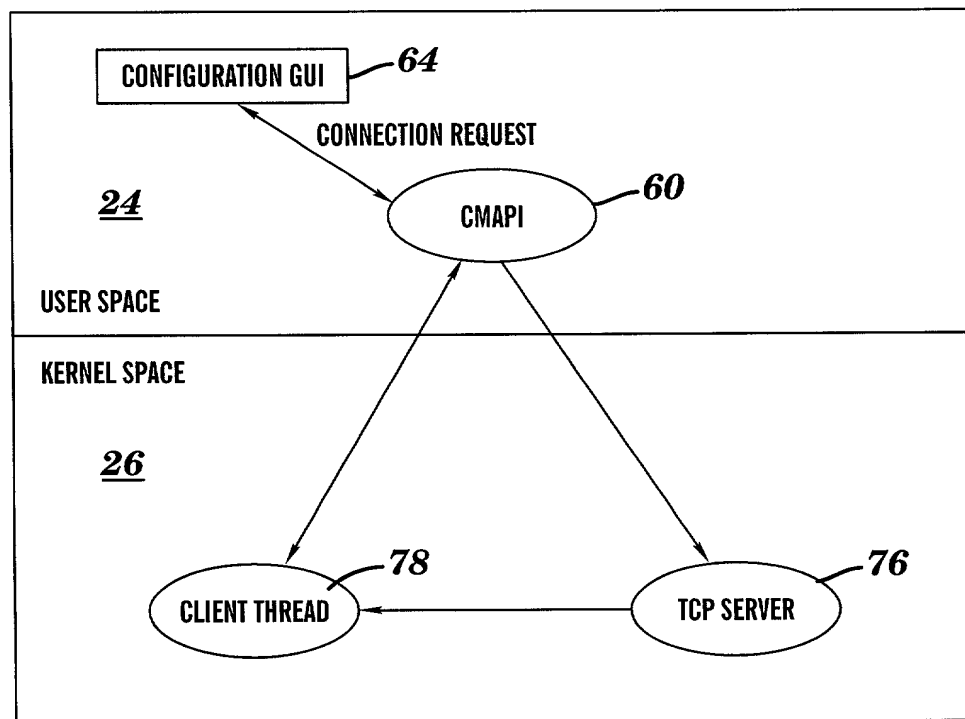 CONFIGURATION GUI
64
CONNECTION REQUEST
24
CMAPI
60
USER SPACE
KERNEL SPACE
26
CLIENT THREAD
78
TCP SERVER
76